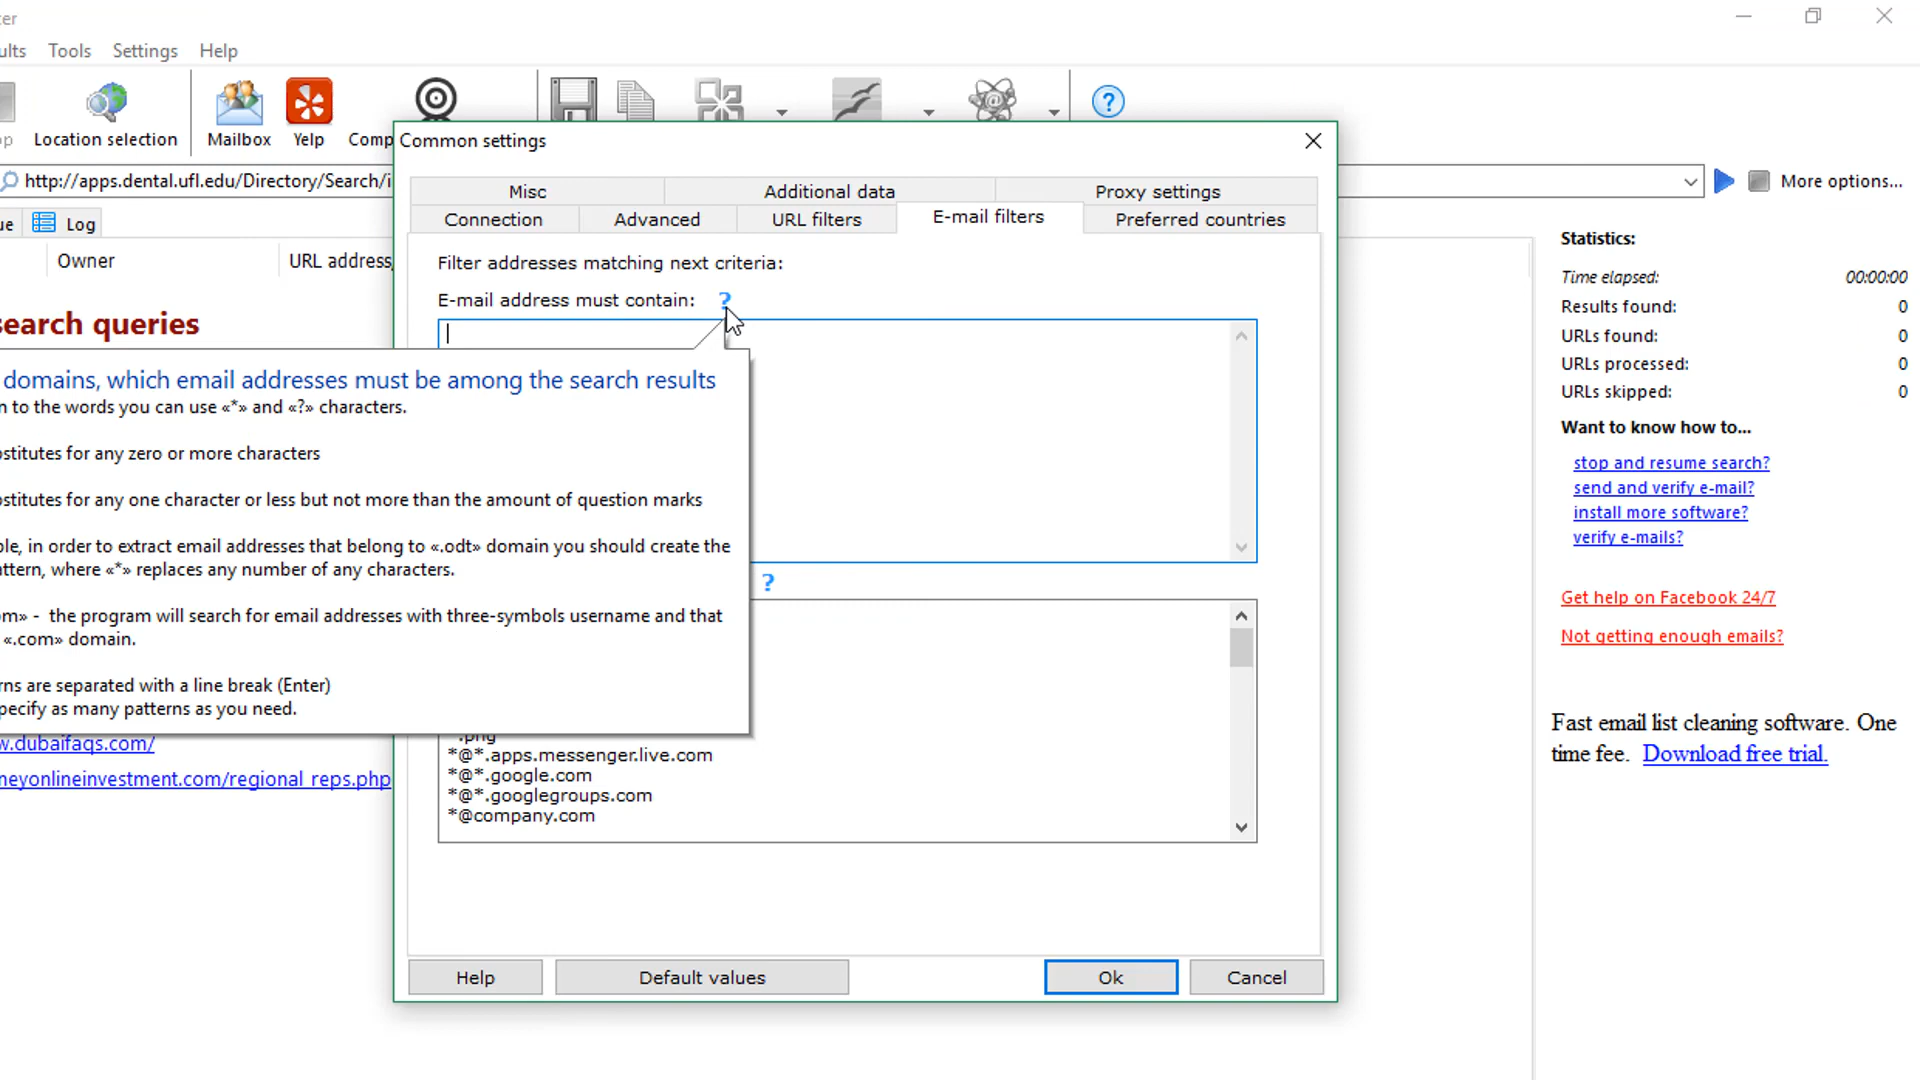 ter
ults Tools Settings Help
Location selection Mailbox Yelp Comp
http://apps.dental.ufl.edu/Directory/Search/i More options...
ue Log
Owner URL address,
search queries
Common settings
Misc Additional data Proxy settings
Connection Advanced URL filters E-mail filters Preferred countries
Filter addresses matching next criteria:
E-mail address must contain: ?
domains, which email addresses must be among the search results
n to the words you can use «*» and «?» characters.
stitutes for any zero or more characters
stitutes for any one character or less but not more than the amount of question marks
ple, in order to extract email addresses that belong to «.odt» domain you should create the
attern, where «*» replaces any number of any characters.
om» - the program will search for email addresses with three-symbols username and that
«.com» domain.
rns are separated with a line break (Enter)
pecify as many patterns as you need.
?
.png
*@*.apps.messenger.live.com
*@*.google.com
*@*.googlegroups.com
*@company.com
w.dubaifaqs.com/
neyonlineinvestment.com/regional_reps.php
Help Default values Ok Cancel
Statistics:
Time elapsed: 00:00:00
Results found: 0
URLs found: 0
URLs processed: 0
URLs skipped: 0
Want to know how to...
stop and resume search?
send and verify e-mail?
install more software?
verify e-mails?
Get help on Facebook 24/7
Not getting enough emails?
Fast email list cleaning software. One
time fee. Download free trial.